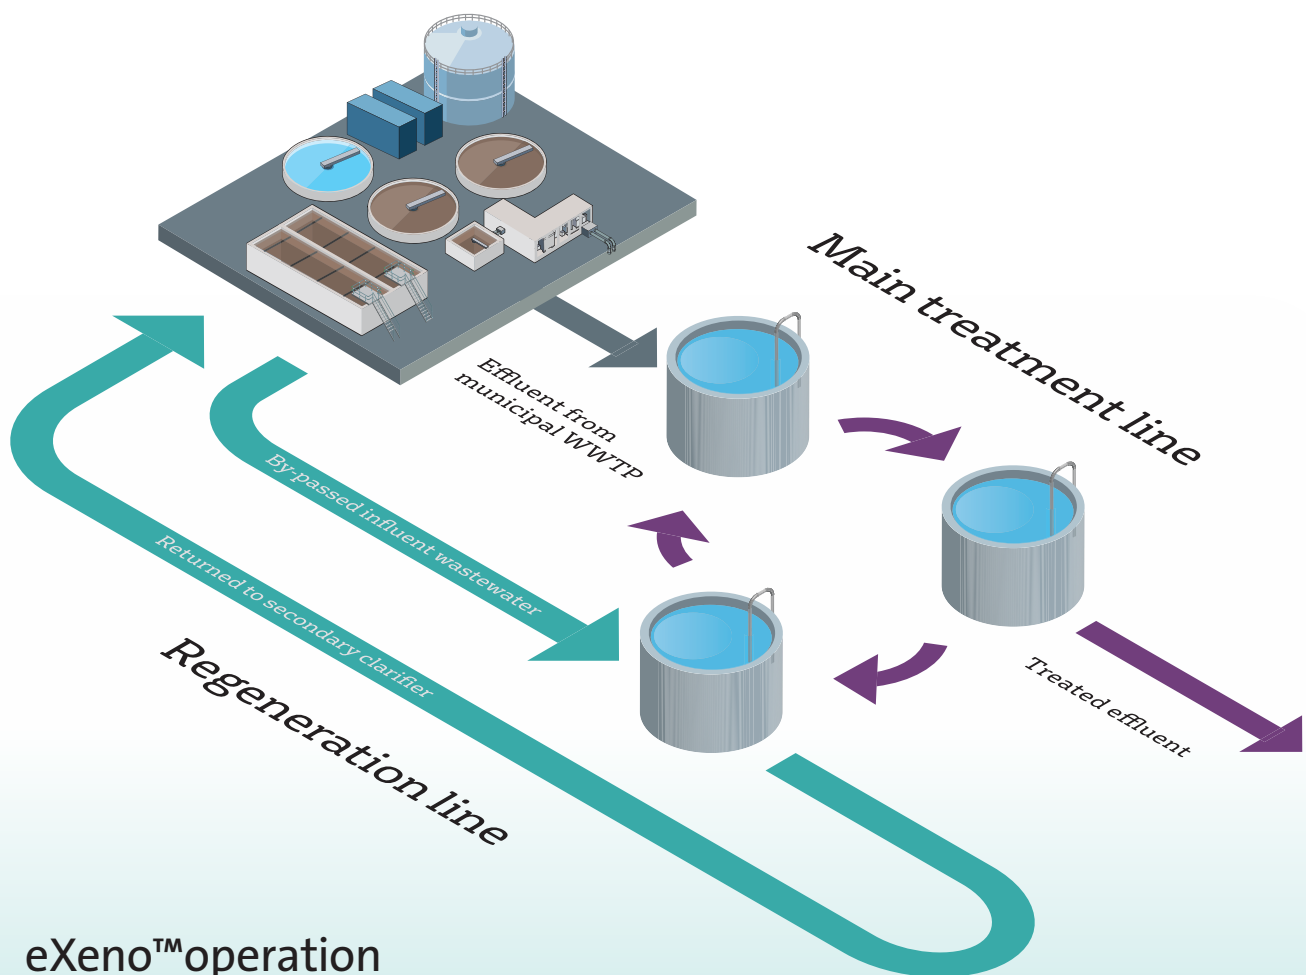 Main treatment line
Effluent from
municipal WWTP
By-passed influent wastewater
Returned to secondary clarifier
Treated effluent
Regeneration line
eXeno™operation